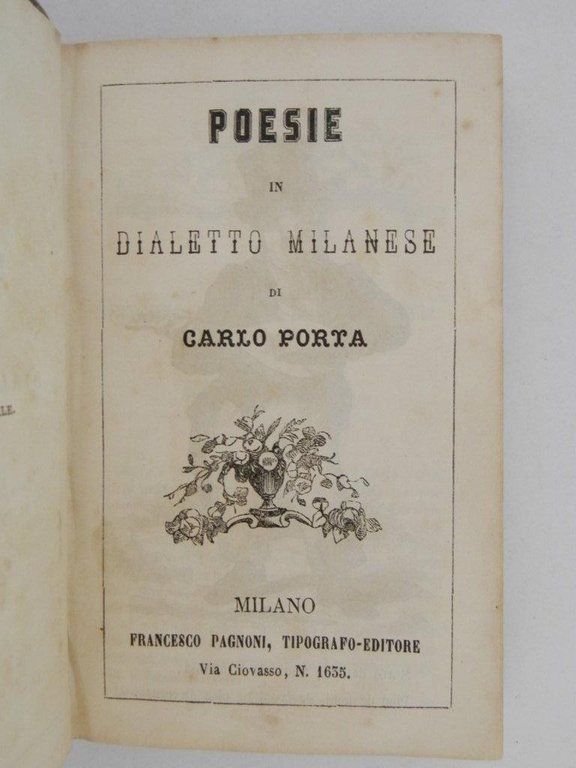 POESIE
IN
DIALETTO MILANESE
DI
CARLO PORTA
MILANO
FRANCESCO PAGNONI, TIPOGRAFO-EDITORE
Via Ciovasso, N. 1635.